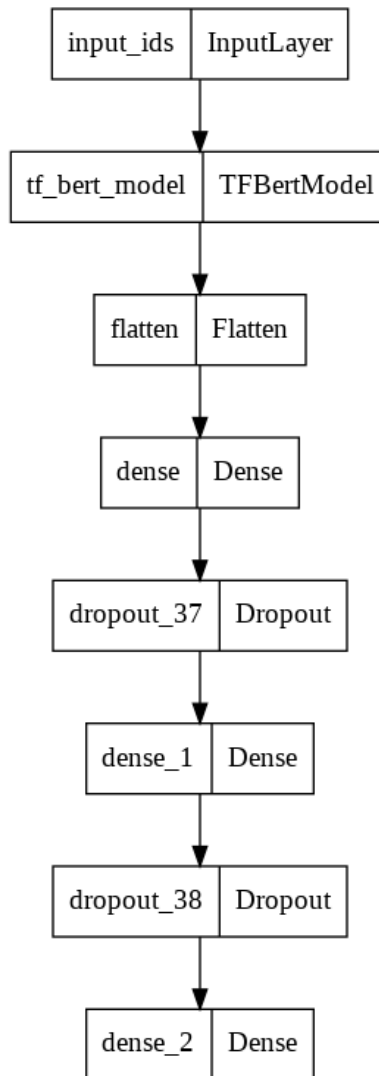 input_ids InputLayer
tf_bert_model TFBertModel
flatten Flatten
dense Dense
dropout_37 Dropout
dense_1 Dense
dropout_38 Dropout
dense_2 Dense